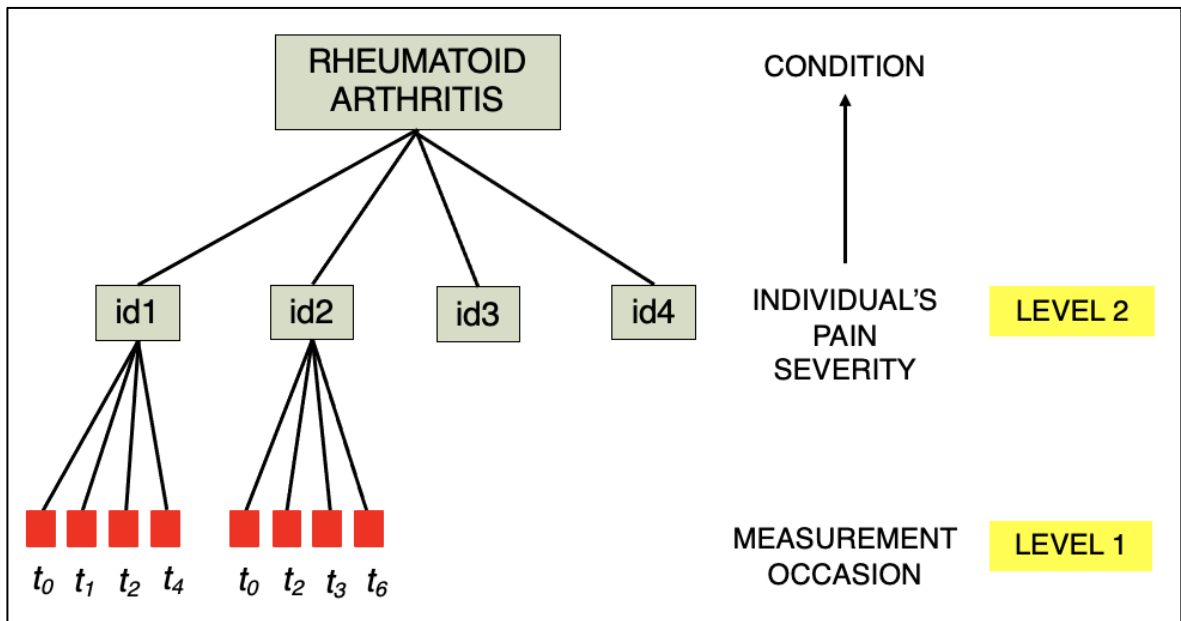 RHEUMATOID
ARTHRITIS
CONDITION
id1
id2
id3
id4
INDIVIDUAL'S
PAIN
SEVERITY
LEVEL 2
t0 t1 t2 t4
t0 t2 t3 t6
MEASUREMENT
OCCASION
LEVEL 1